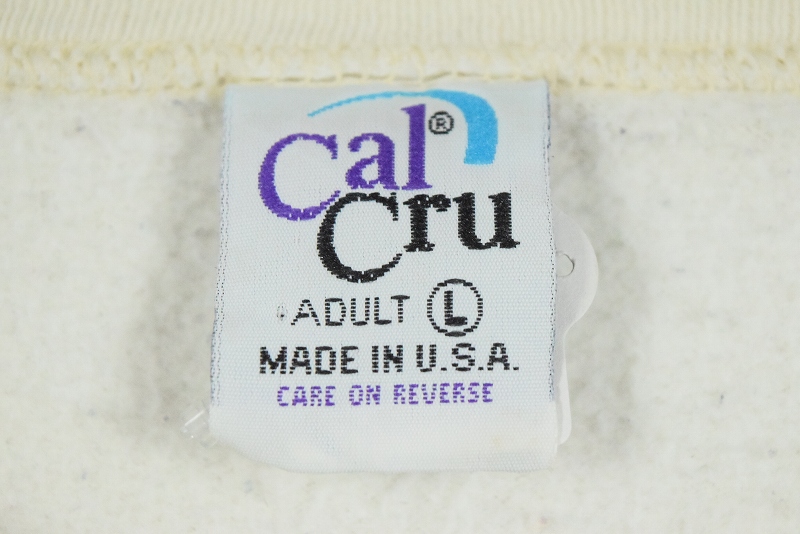 Cal®
Cru
ADULT L
MADE IN U.S.A.
CARE ON REVERSE